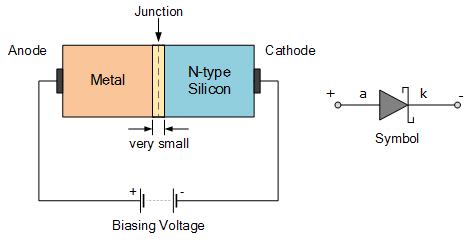 Junction
Anode
Cathode
Metal
N-type
Silicon
very small
+ -
Biasing Voltage
+ a k -
Symbol